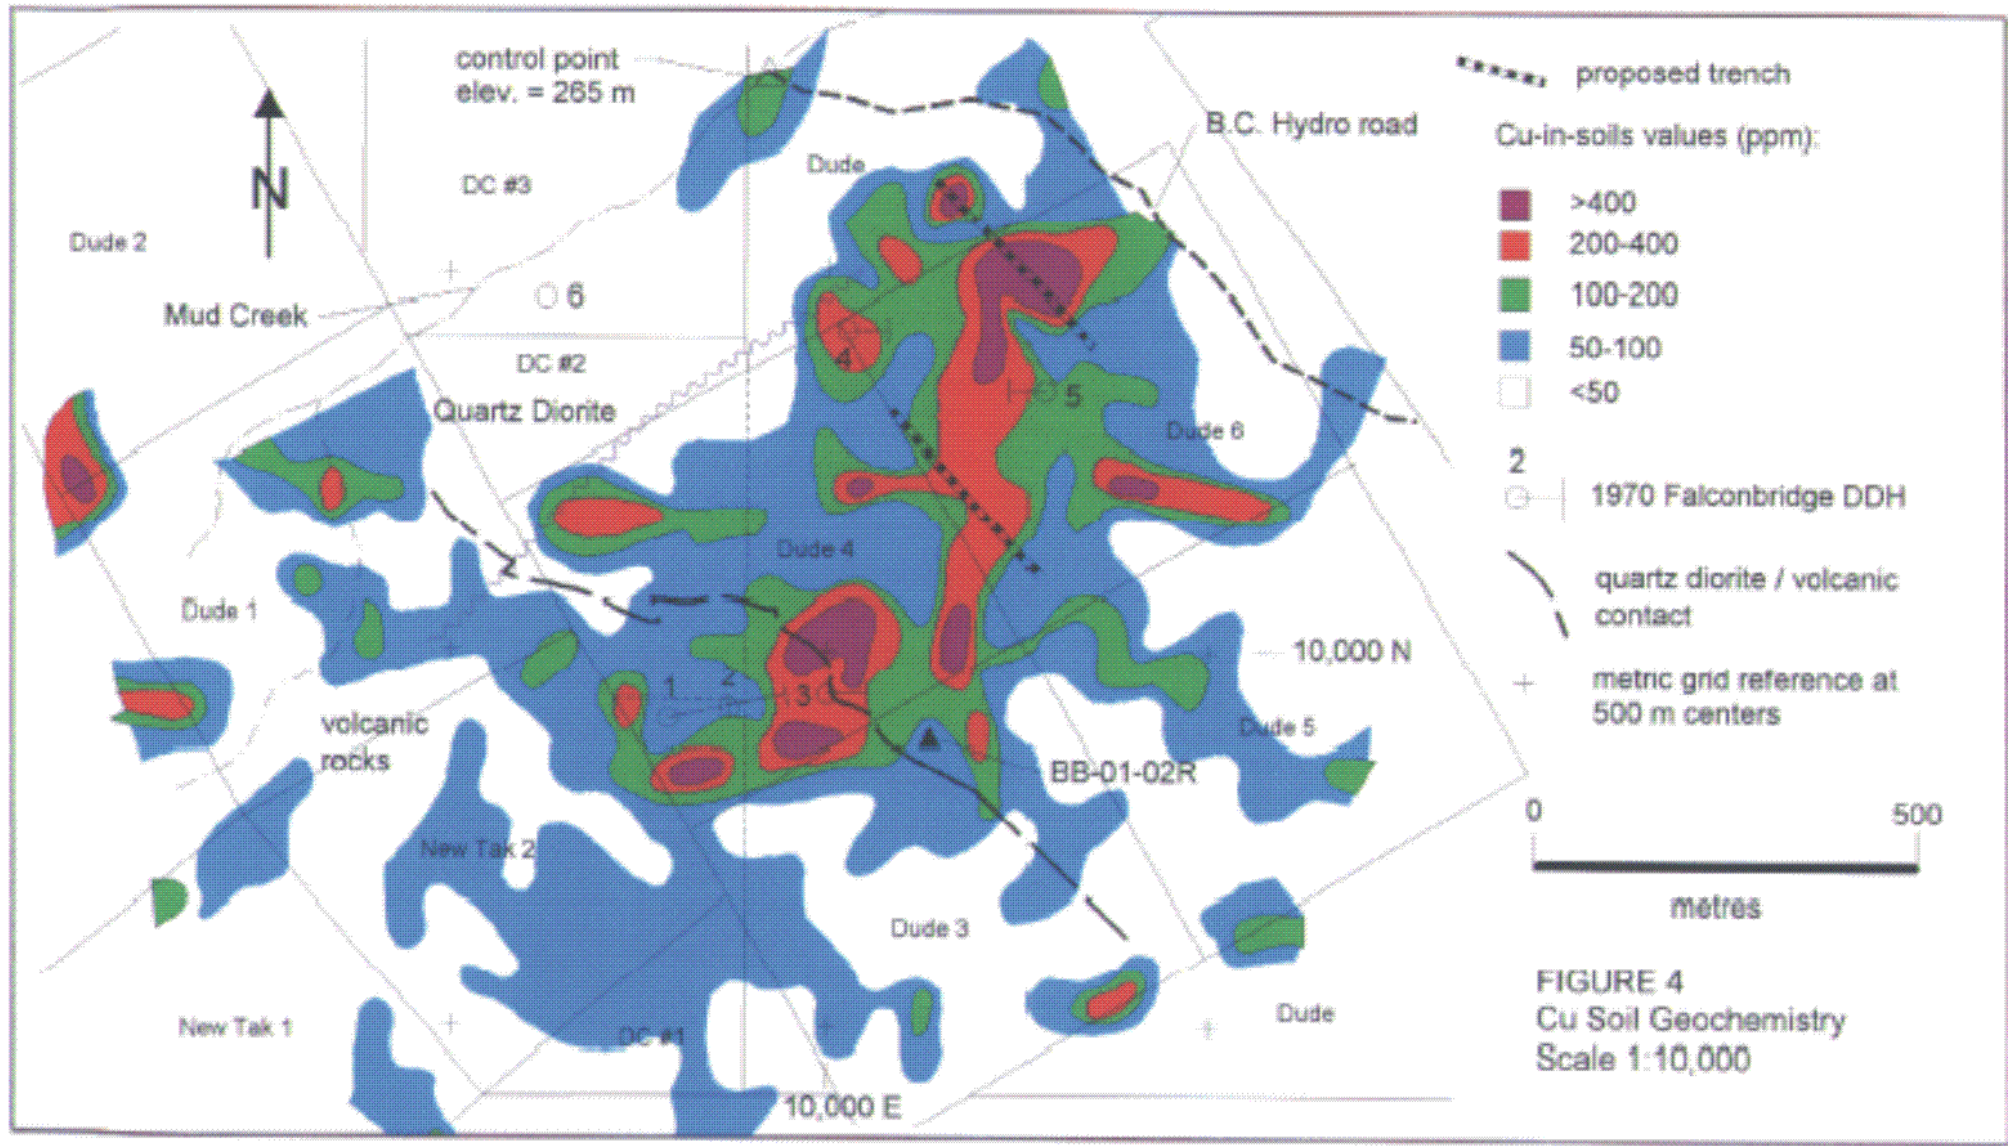 control point
elev. = 265 m
N
Dude 2
DC #3
Dude
B.C. Hydro road
Mud Creek
6
DC #2
Quartz Diorite
4
5
Dude 6
Dude 4
Dude 1
10,000 N
1
2
3
volcanic
rocks
Dude 5
BB-01-02R
New Tak 2
Dude 3
New Tak 1
DC #1
Dude
10,000 E
proposed trench
Cu-in-soils values (ppm):
>400
200-400
100-200
50-100
<50
2
1970 Falconbridge DDH
quartz diorite / volcanic
contact
metric grid reference at
500 m centers
0 500
metres
FIGURE 4
Cu Soil Geochemistry
Scale 1:10,000